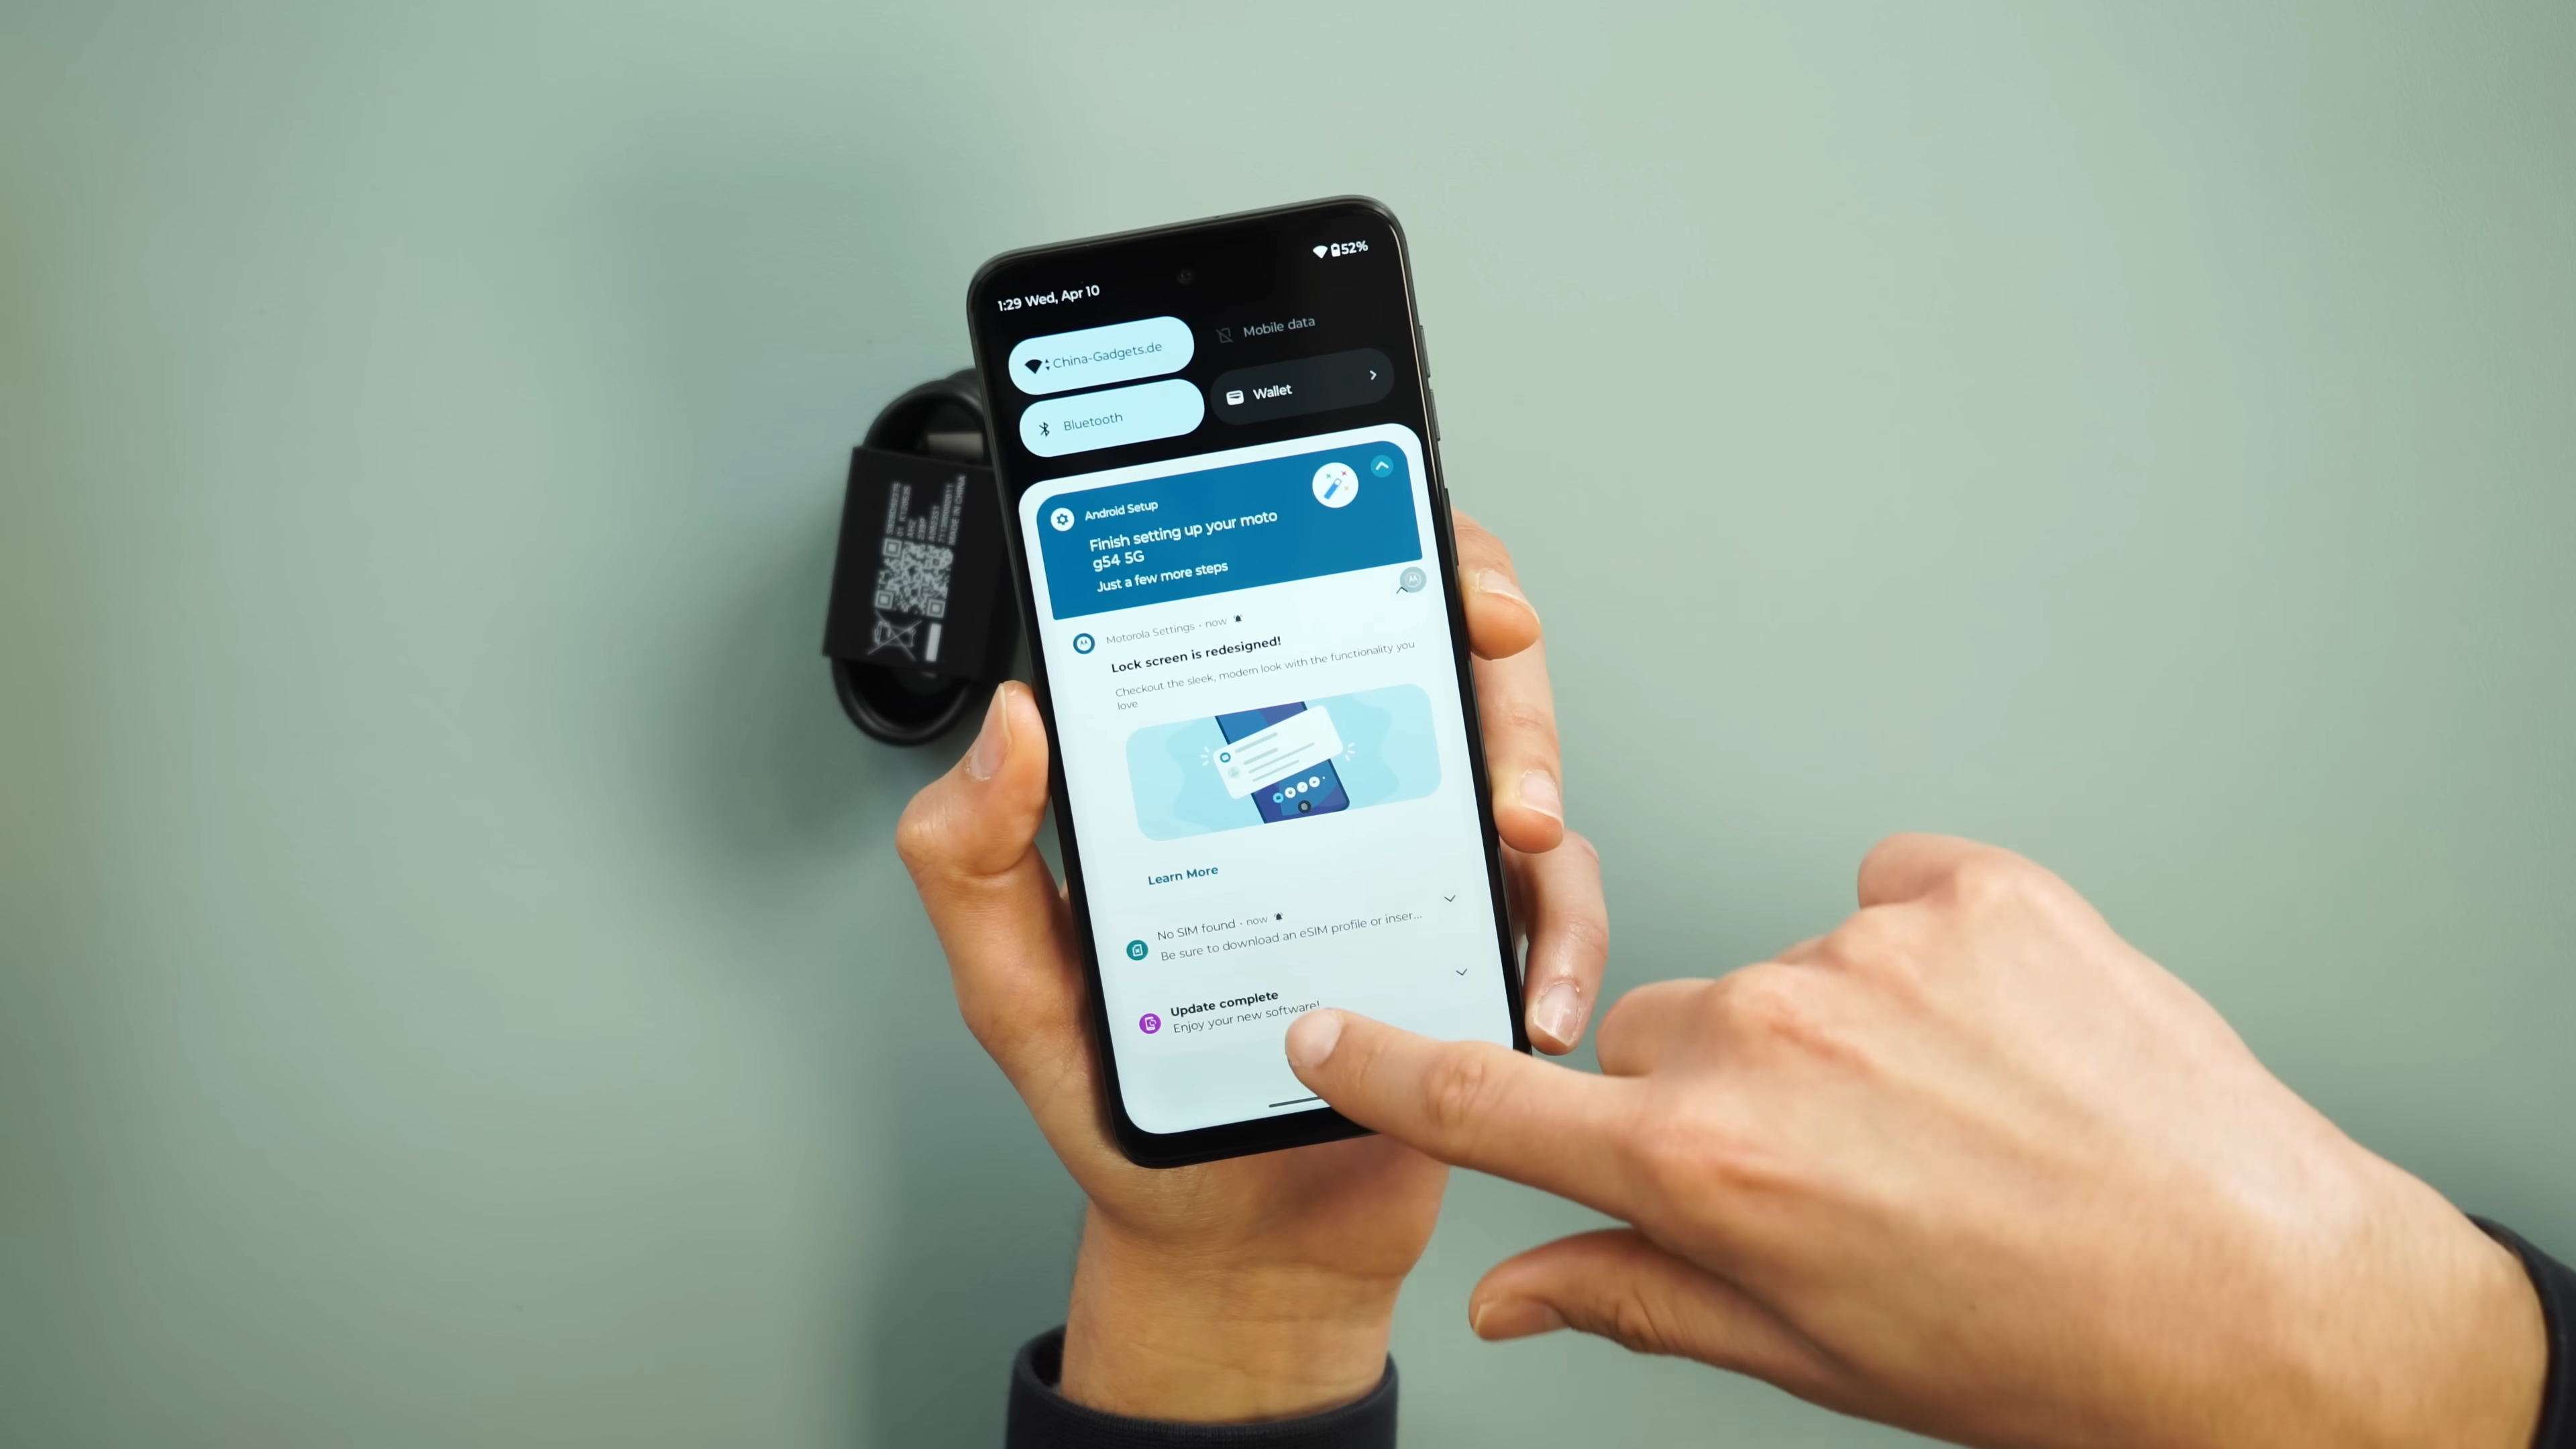 52%
1:29 Wed, Apr 10
China-Gadgets.de
Mobile data
Bluetooth
Wallet
Android Setup
Finish setting up your moto
g54 5G
Just a few more steps
Motorola Settings • now
Lock screen is redesigned!
Checkout the sleek, modern look with the functionality you
love
Learn More
No SIM found • now
Be sure to download an eSIM profile or inser...
Update complete
Enjoy your new software!
MADE IN CHINA